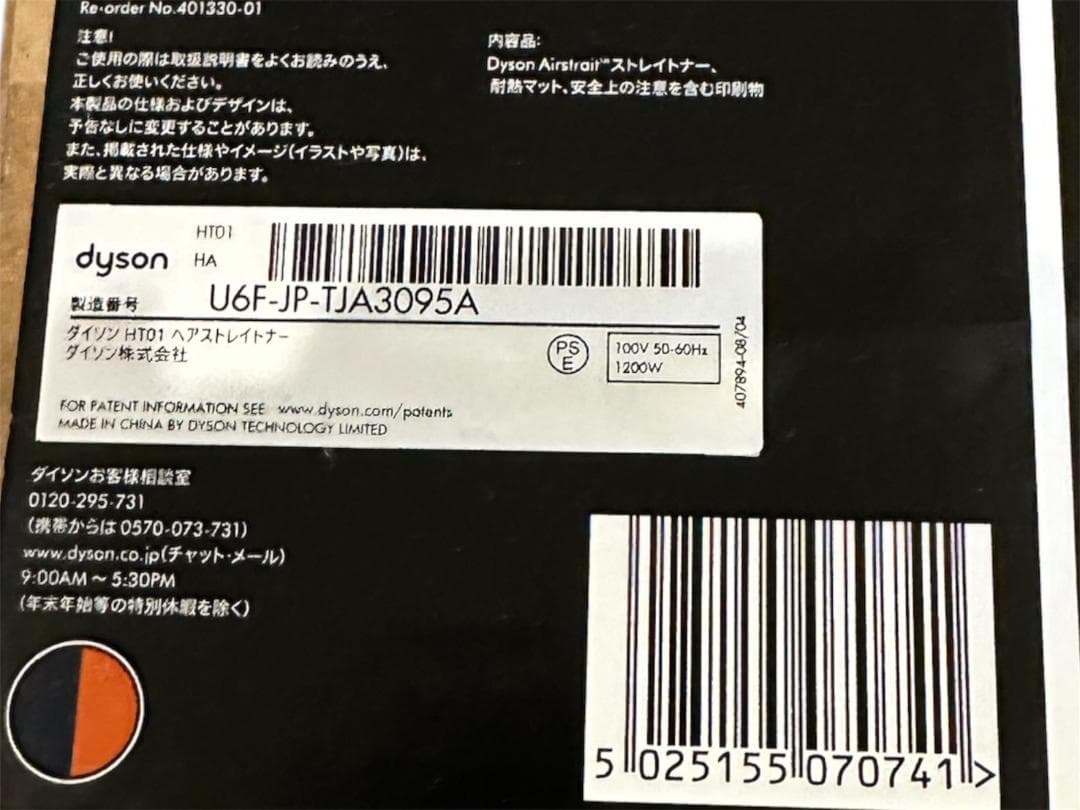 Re-order No.401330-01
注意!
ご使用の際は取扱説明書をよくお読みのうえ、
正しくお使いください。
本製品の仕様およびデザインは、
予告なしに変更することがあります。
また、掲載された仕様やイメージ(イラストや写真)は、
実際と異なる場合があります。
内容品:
Dyson Airstrait™ストレイトナー、
耐熱マット、安全上の注意を含む印刷物
dyson
HT01
HA
製造番号 U6F-JP-TJA3095A
ダイソン HT01 ヘアストレイトナー
ダイソン株式会社
PS
E
100V 50-60Hz
1200W
407894-08/04
FOR PATENT INFORMATION SEE www.dyson.com/patents
MADE IN CHINA BY DYSON TECHNOLOGY LIMITED
ダイソンお客様相談室
0120-295-731
(携帯からは 0570-073-731)
www.dyson.co.jp(チャット・メール)
9:00AM ~ 5:30PM
(年末年始等の特別休暇を除く)
5 025155 070741 >